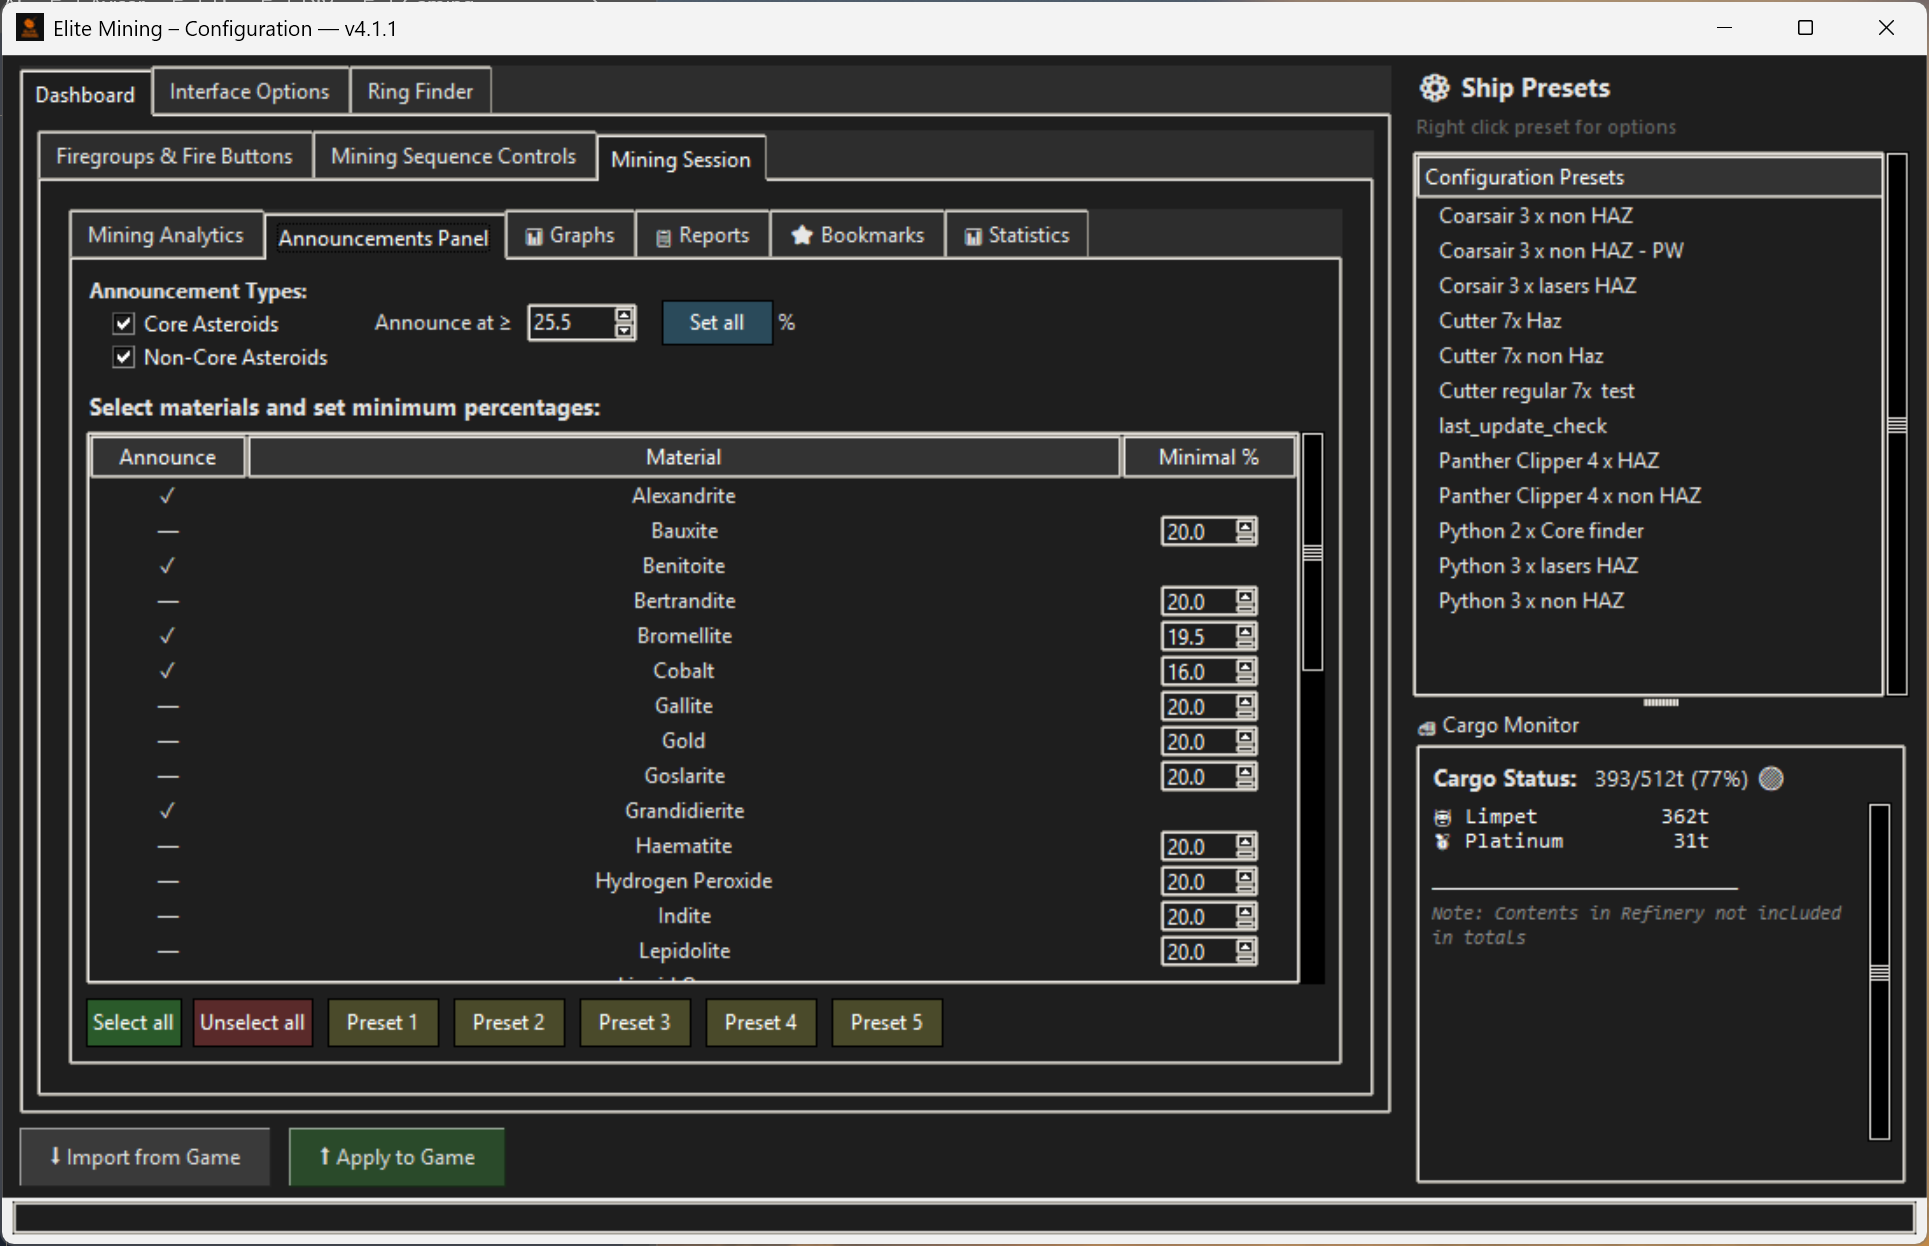 Elite Mining – Configuration — v4.1.1
Dashboard
Interface Options
Ring Finder
Firegroups & Fire Buttons
Mining Sequence Controls
Mining Session
Mining Analytics
Announcements Panel
Graphs
Reports
Bookmarks
Statistics
Announcement Types:
Core Asteroids
Announce at ≥
25.5
Set all
%
Non-Core Asteroids
Select materials and set minimum percentages:
Announce Material Minimal %
✓ Alexandrite
— Bauxite 20.0
✓ Benitoite
— Bertrandite 20.0
✓ Bromellite 19.5
✓ Cobalt 16.0
— Gallite 20.0
— Gold 20.0
— Goslarite 20.0
✓ Grandidierite
— Haematite 20.0
— Hydrogen Peroxide 20.0
— Indite 20.0
— Lepidolite 20.0
Select all
Unselect all
Preset 1
Preset 2
Preset 3
Preset 4
Preset 5
Import from Game
Apply to Game
Ship Presets
Right click preset for options
Configuration Presets
Coarsair 3 x non HAZ
Coarsair 3 x non HAZ - PW
Corsair 3 x lasers HAZ
Cutter 7x Haz
Cutter 7x non Haz
Cutter regular 7x  test
last_update_check
Panther Clipper 4 x HAZ
Panther Clipper 4 x non HAZ
Python 2 x Core finder
Python 3 x lasers HAZ
Python 3 x non HAZ
Cargo Monitor
Cargo Status: 393/512t (77%)
Limpet 362t
Platinum 31t
Note: Contents in Refinery not included
in totals